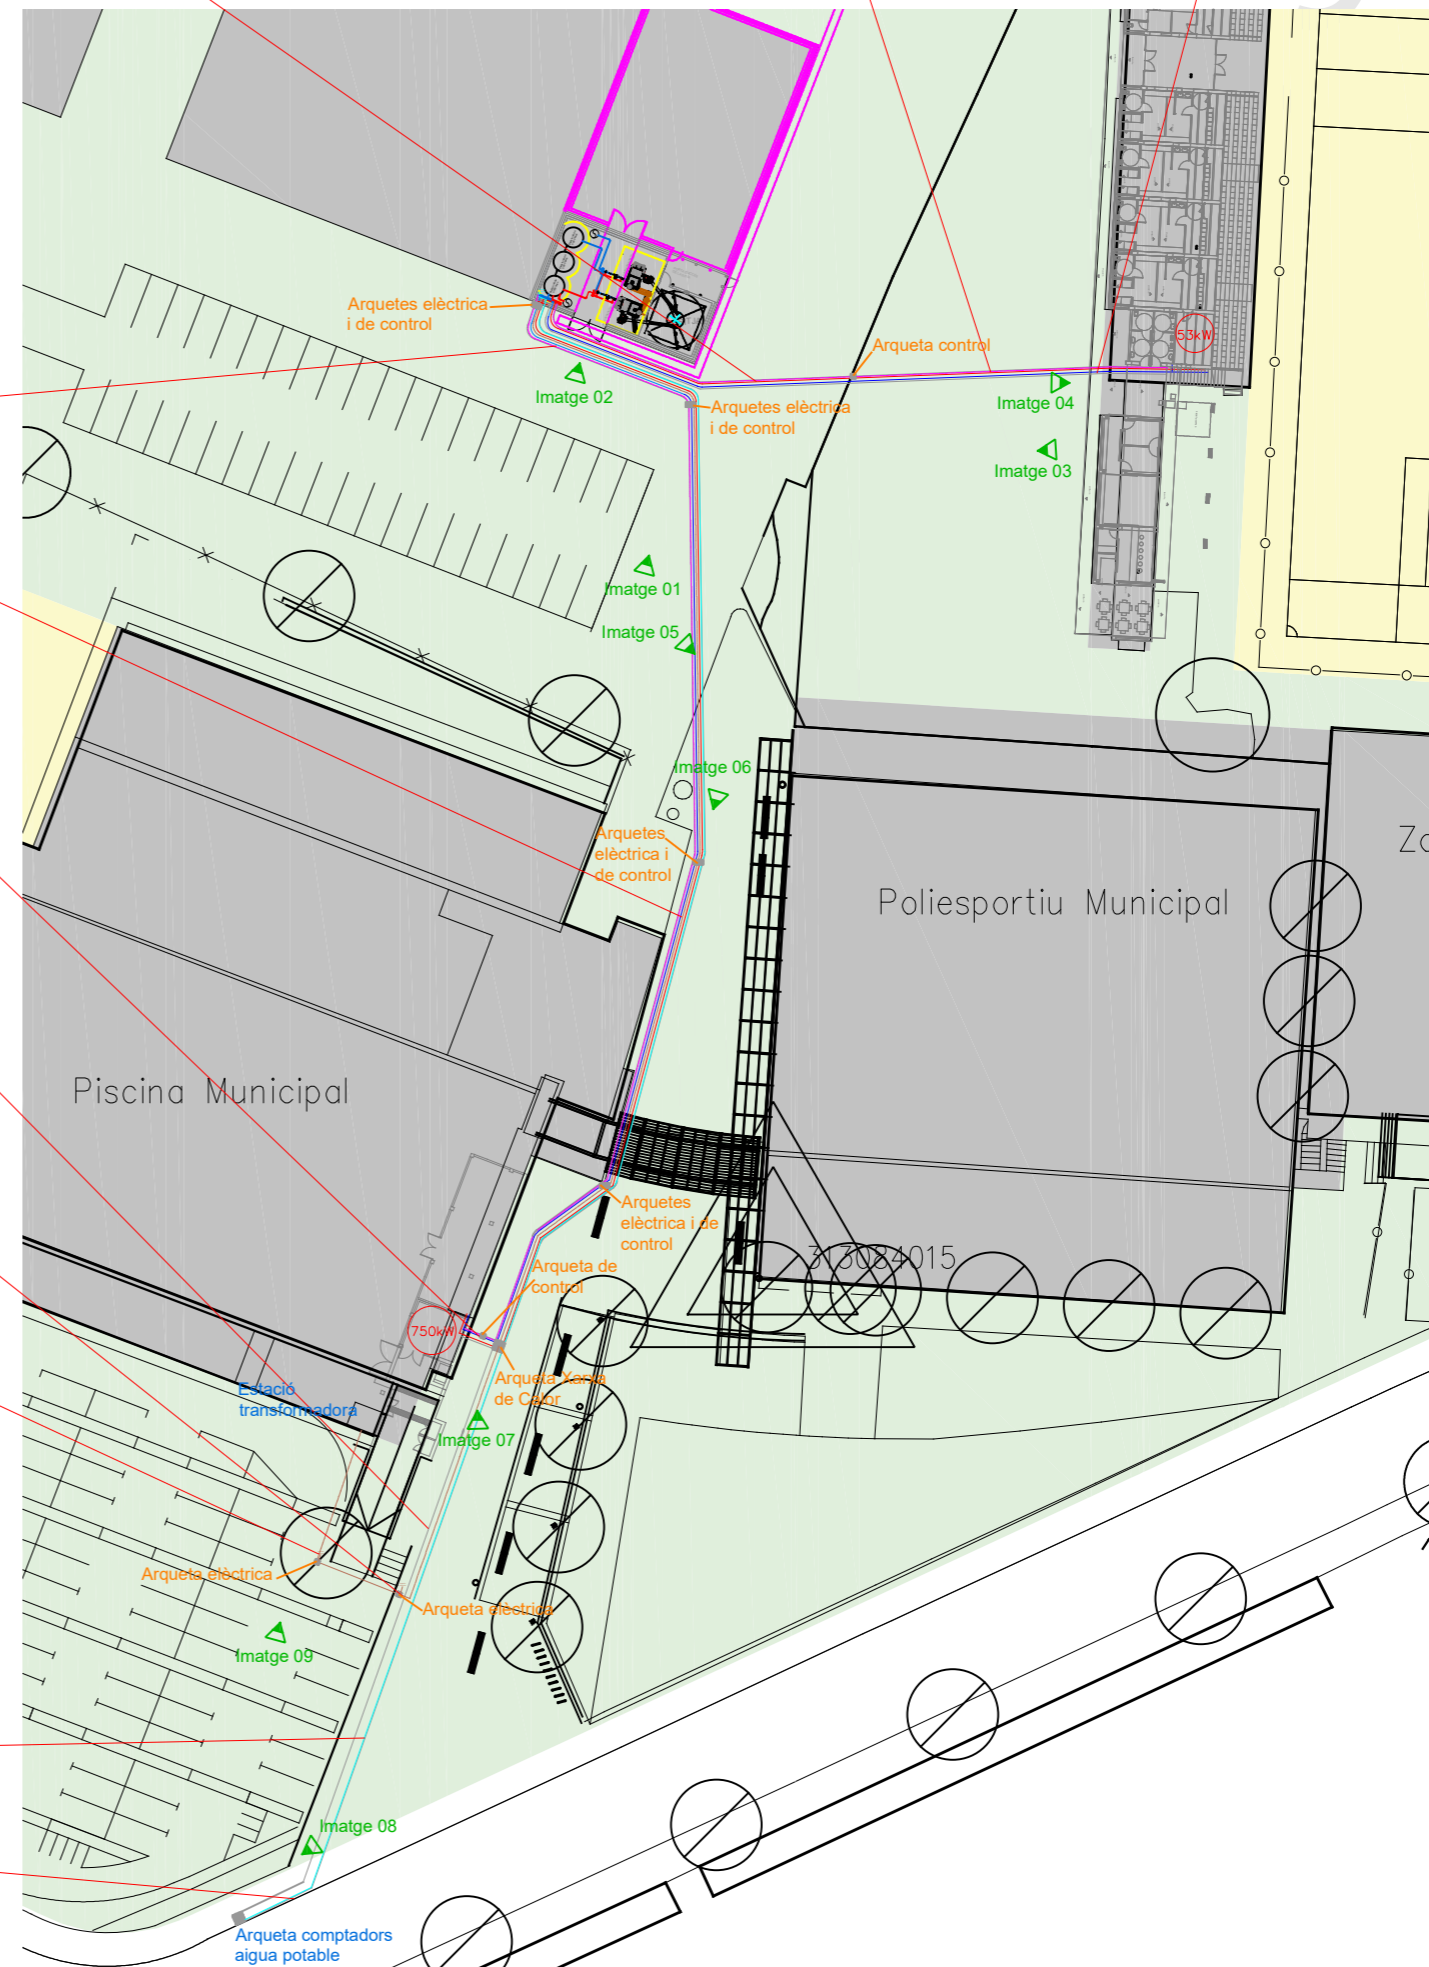 Arquetes elèctrica
i de control
Imatge 02
Arqueta control
53kW
Imatge 04
Arquetes elèctrica
i de control
Imatge 03
Imatge 01
Imatge 05
Imatge 06
Arquetes
elèctrica i
de control
Poliesportiu Municipal
Piscina Municipal
Arquetes
elèctrica i de
control
313084015
Arqueta de
control
750kW
Arqueta Xarxa
de Calor
Estació
transformadora
Imatge 07
Arqueta elèctrica
Arqueta elèctrica
Imatge 09
Imatge 08
Arqueta comptadors
aigua potable